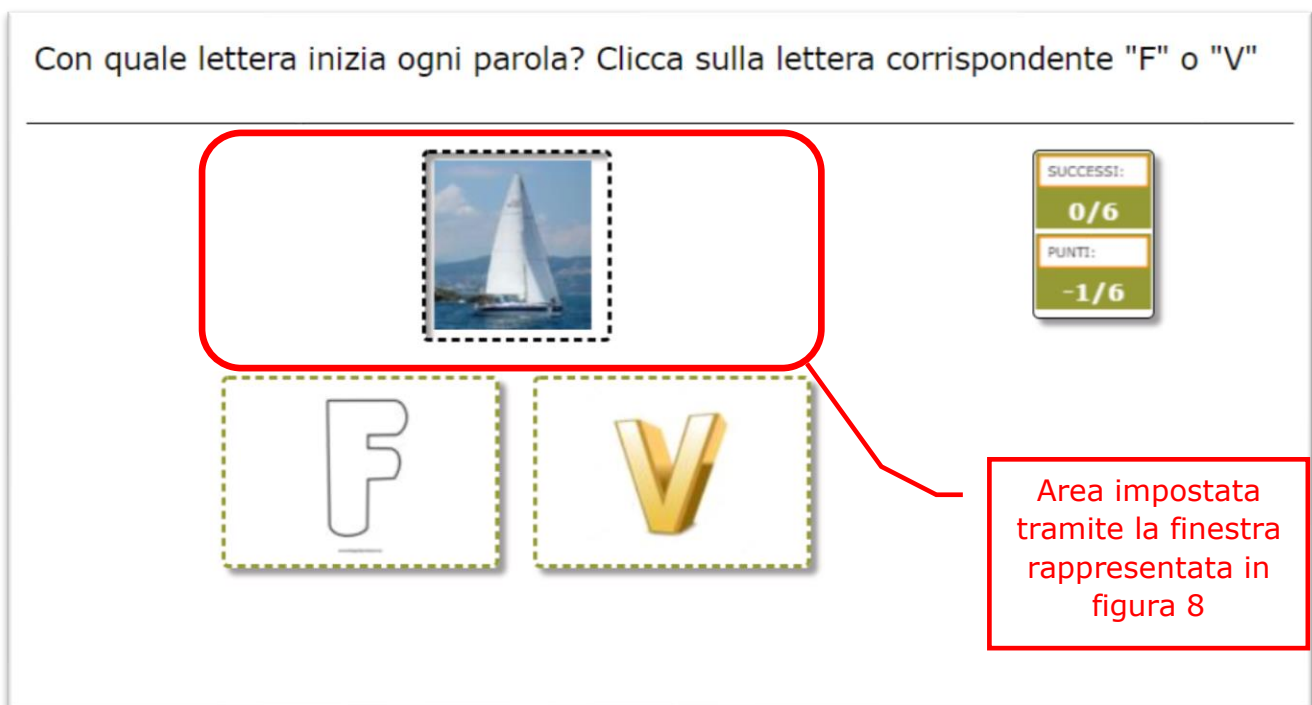 Con quale lettera inizia ogni parola? Clicca sulla lettera corrispondente "F" o "V"
SUCCESSI:
0/6
PUNTI:
-1/6
F
V
Area impostata
tramite la finestra
rappresentata in
figura 8